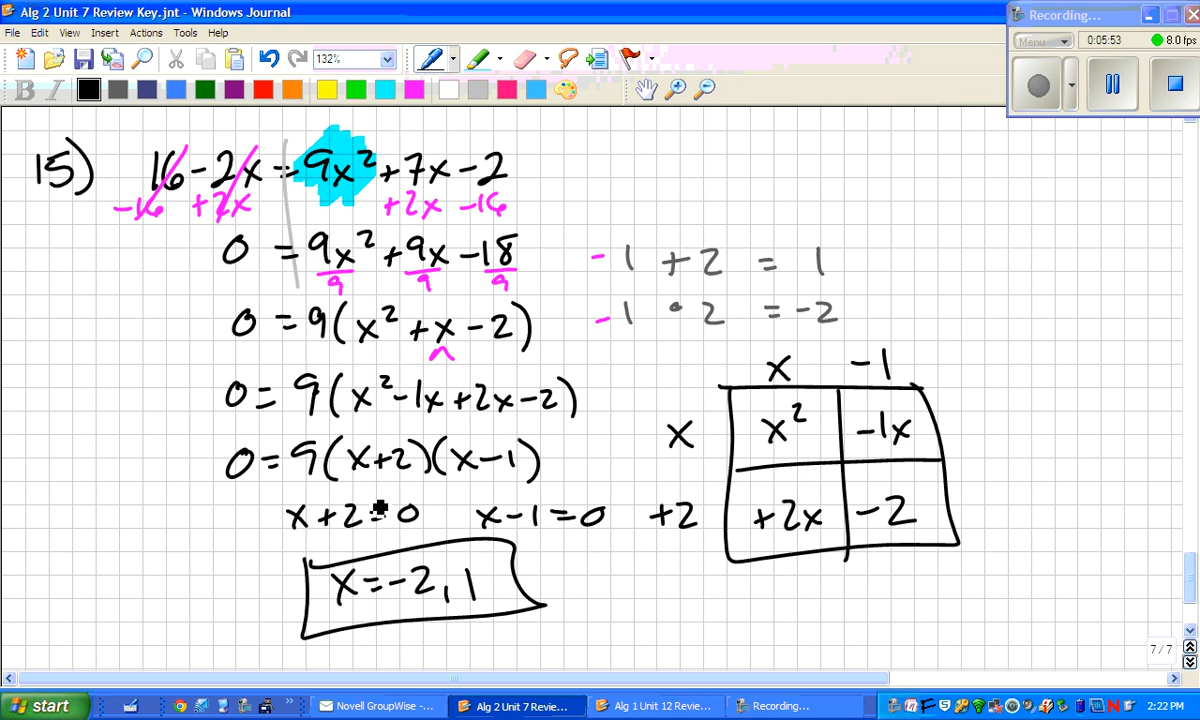 Alg 2 Unit 7 Review Key.jnt - Windows Journal
Recording...
File Edit View Insert Actions Tools Help
Menu
0:05:53
8.0 fps
132%
B I
15) 16 - 2x = 9x² + 7x - 2
-16 +2x +2x -16
0 = 9x² + 9x - 18
9 9 9
-1 + 2 = 1
0 = 9(x² + x - 2)
-1 · 2 = -2
0 = 9(x² - 1x + 2x - 2)
0 = 9(x + 2)(x - 1)
x + 2 = 0 x - 1 = 0
x = -2, 1
x -1
x x² -1x
+2 +2x -2
7 / 7
start
Novell GroupWise -...
Alg 2 Unit 7 Revie...
Alg 1 Unit 12 Revie...
Recording...
2:22 PM